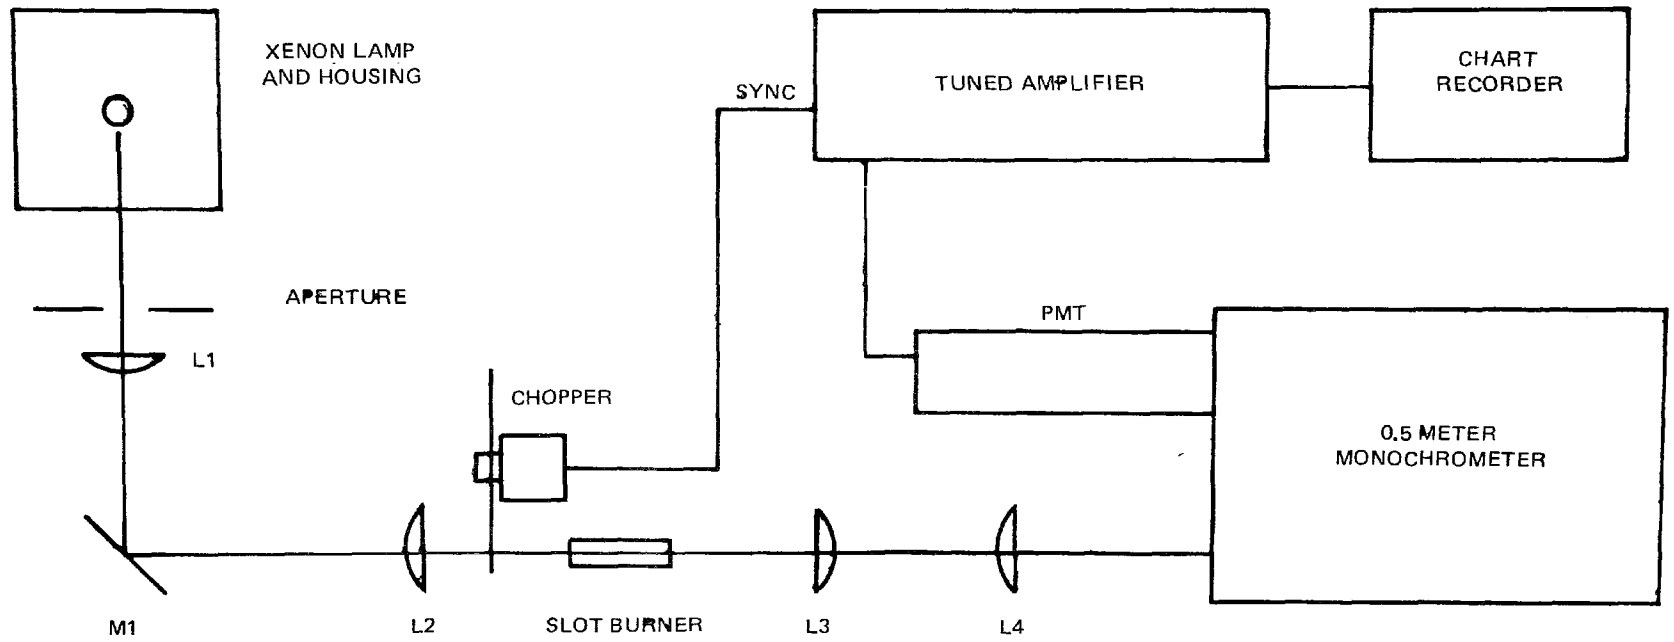 XENON LAMP
AND HOUSING
SYNC
TUNED AMPLIFIER
CHART
RECORDER
APERTURE
L1
PMT
CHOPPER
0.5 METER
MONOCHROMETER
M1
L2
SLOT BURNER
L3
L4